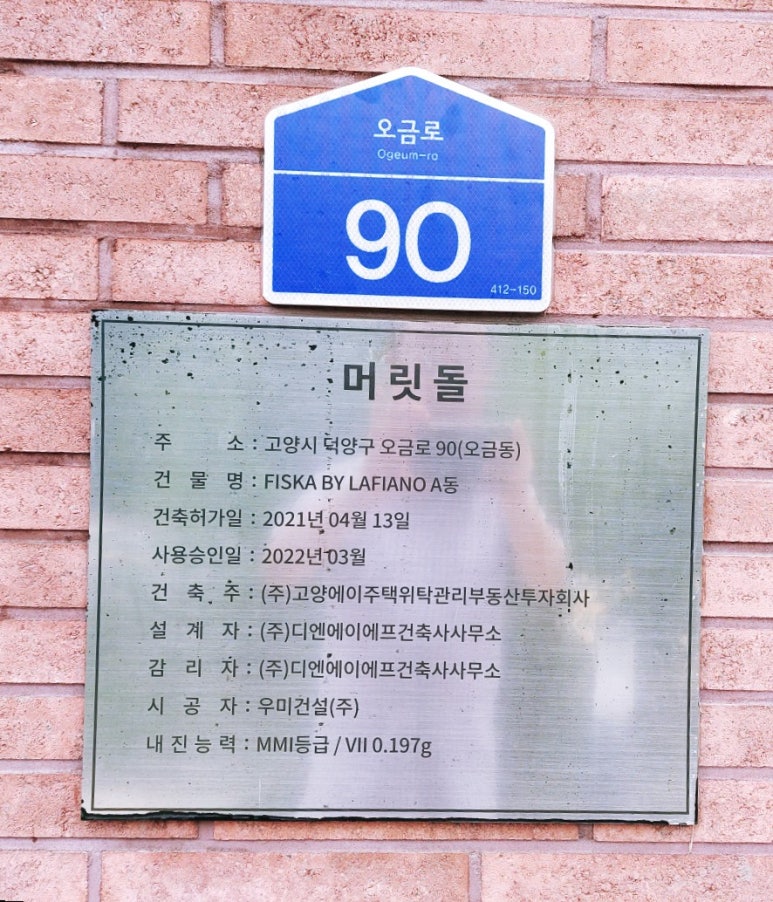 오금로
Ogeum-ro
90
412-150
머릿돌
주 소 : 고양시 덕양구 오금로 90(오금동)
건 물 명 : FISKA BY LAFIANO A동
건축허가일 : 2021년 04월 13일
사용승인일 : 2022년 03월
건 축 주 : (주)고양에이주택위탁관리부동산투자회사
설 계 자 : (주)디엔에이에프건축사사무소
감 리 자 : (주)디엔에이에프건축사사무소
시 공 자 : 우미건설(주)
내 진 능 력 : MMI등급 / VII 0.197g